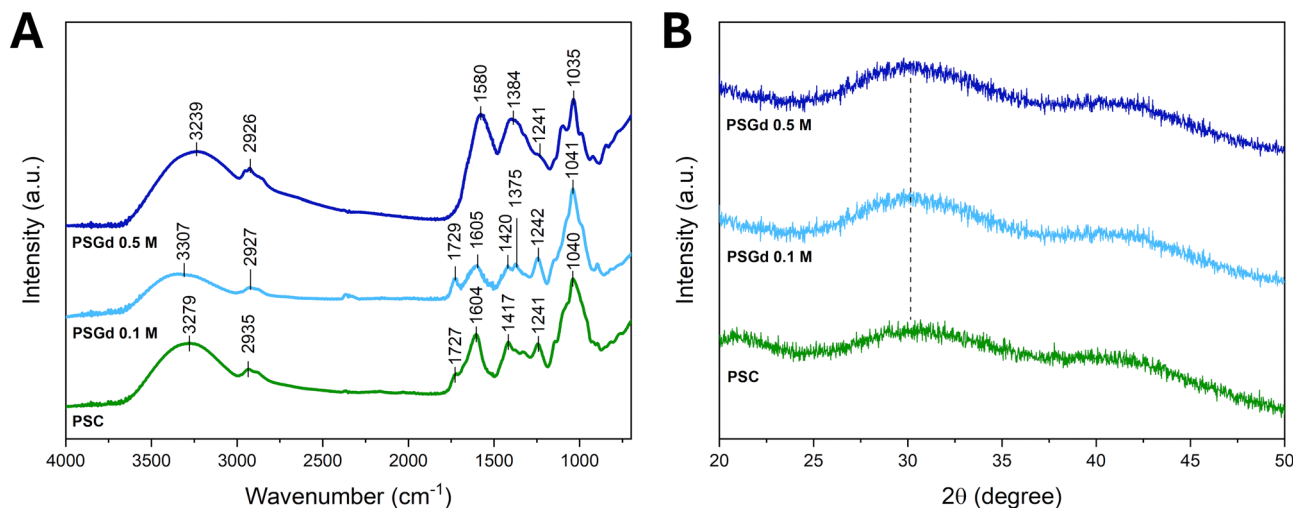 A
Intensity (a.u.)
3239
2926
1580
1384
1241
1035
PSGd 0.5 M
3307
2927
1729
1605
1420
1375
1242
1041
PSGd 0.1 M
3279
2935
1727
1604
1417
1241
1040
PSC
4000 3500 3000 2500 2000 1500 1000
Wavenumber (cm⁻¹)
B
Intensity (a.u.)
PSGd 0.5 M
PSGd 0.1 M
PSC
20 25 30 35 40 45 50
2θ (degree)